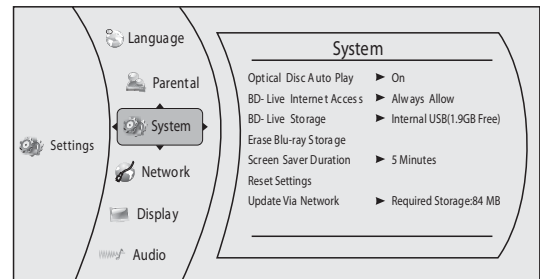 Settings
Language
Parental
System
Network
Display
Audio
System
Optical Disc Auto Play ► On
BD-Live Internet Access ► Always Allow
BD-Live Storage ► Internal USB(1.9GB Free)
Erase Blu-ray Storage
Screen Saver Duration ► 5 Minutes
Reset Settings
Update Via Network ► Required Storage:84 MB